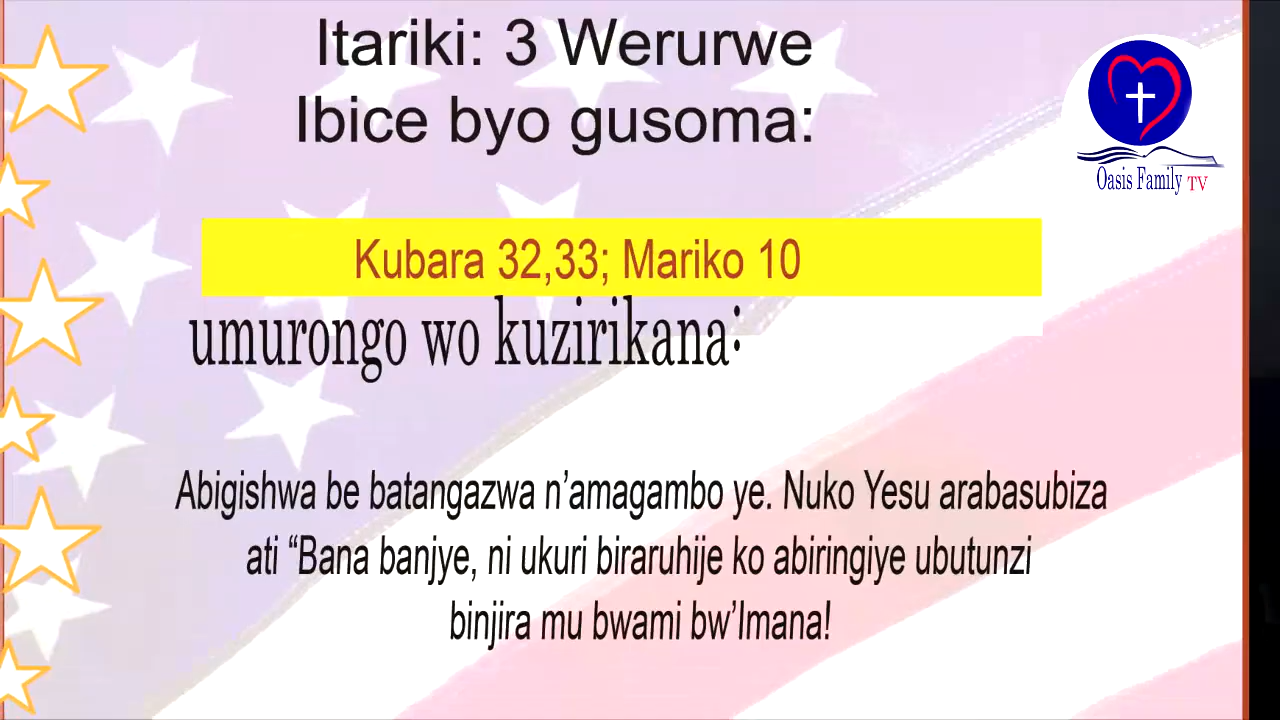 Itariki: 3 Werurwe
Ibice byo gusoma:
Oasis Family TV
Kubara 32,33; Mariko 10
umurongo wo kuzirikana:
Abigishwa be batangazwa n’amagambo ye. Nuko Yesu arabasubiza
ati “Bana banjye, ni ukuri biraruhije ko abiringiye ubutunzi
binjira mu bwami bw’Imana!